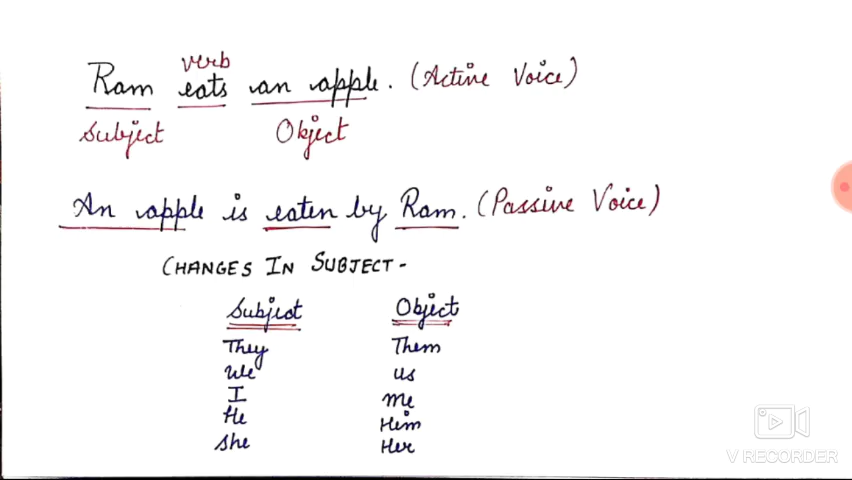 verb
Ram eats an apple. (Active Voice)
Subject Object
An apple is eaten by Ram. (Passive Voice)
CHANGES IN SUBJECT -
Subject Object
They Them
We us
I me
He Him
She Her
V RECORDER